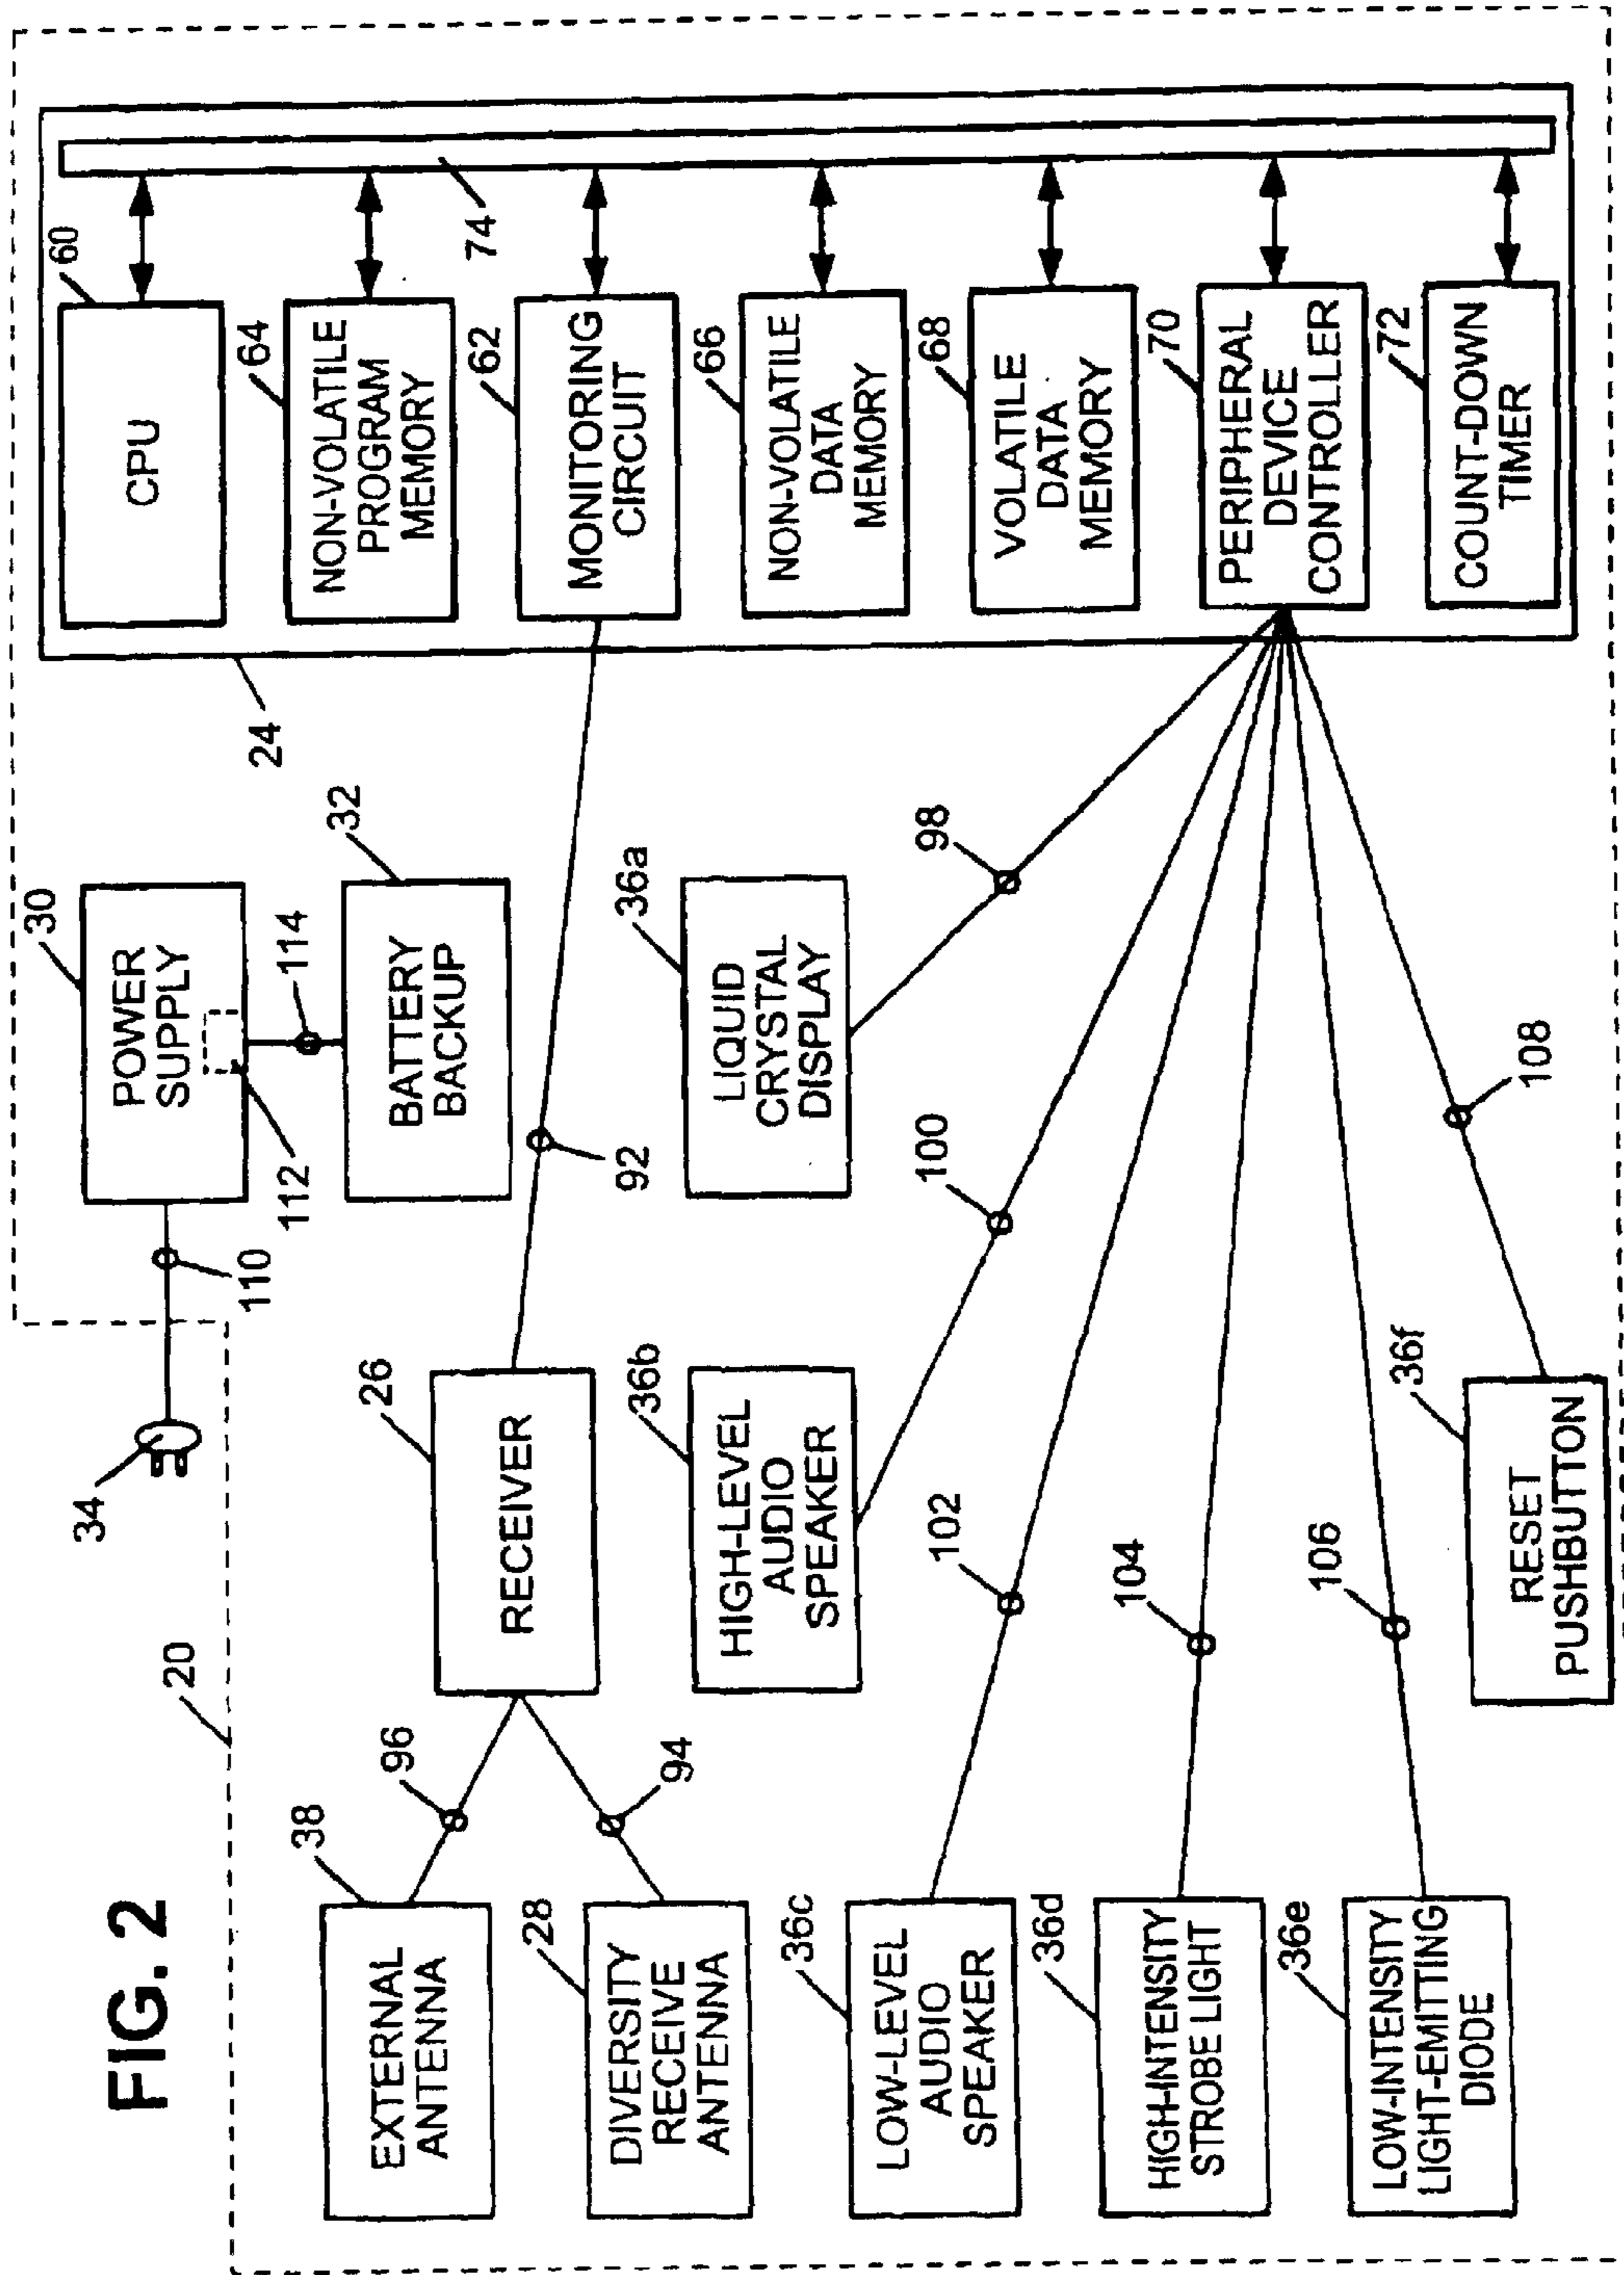 FIG. 2
20
34
110
30
POWER
SUPPLY
112
114
32
BATTERY
BACKUP
24
60
CPU
64
NON-VOLATILE
PROGRAM
MEMORY
74
62
MONITORING
CIRCUIT
66
NON-VOLATILE
DATA
MEMORY
68
VOLATILE
DATA
MEMORY
70
PERIPHERAL
DEVICE
CONTROLLER
72
COUNT-DOWN
TIMER
38
EXTERNAL
ANTENNA
96
28
DIVERSITY
RECEIVE
ANTENNA
94
26
RECEIVER
92
36a
LIQUID
CRYSTAL
DISPLAY
98
36b
HIGH-LEVEL
AUDIO
SPEAKER
100
36c
LOW-LEVEL
AUDIO
SPEAKER
102
36d
HIGH-INTENSITY
STROBE LIGHT
104
36e
LOW-INTENSITY
LIGHT-EMITTING
DIODE
106
36f
RESET
PUSHBUTTON
108